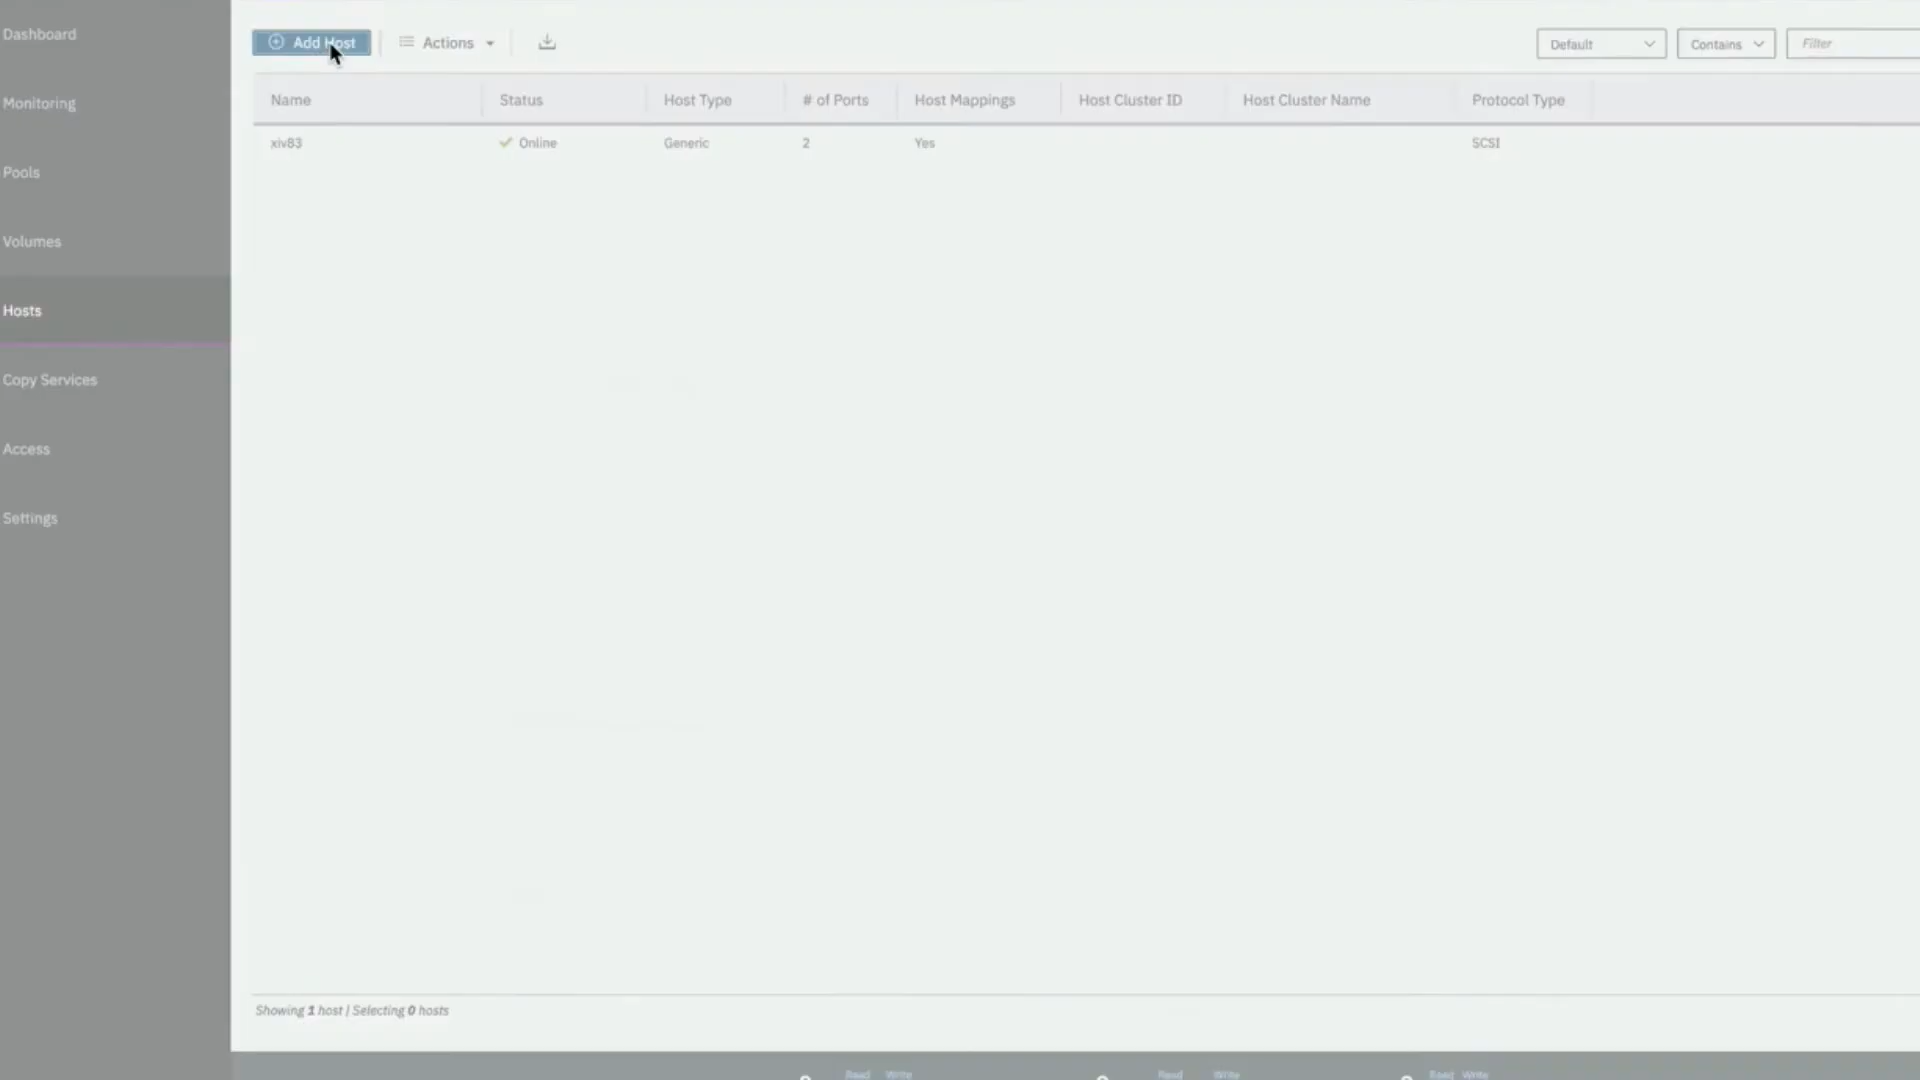 Dashboard
Monitoring
Pools
Volumes
Hosts
Copy Services
Access
Settings
Add Host
Actions
Default
Contains
Filter
Name Status Host Type # of Ports Host Mappings Host Cluster ID Host Cluster Name Protocol Type
xiv83 Online Generic 2 Yes SCSI
Showing 1 host | Selecting 0 hosts
Read Write Read Write Read Write